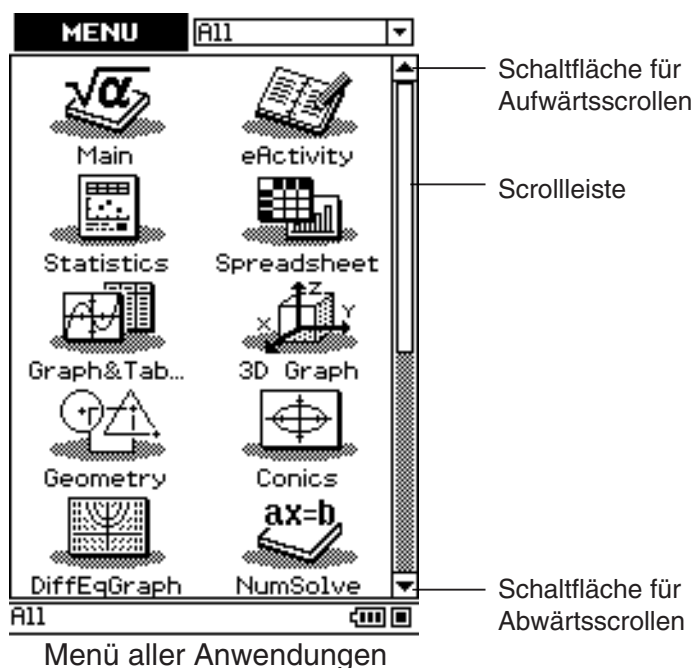 MENU All
Schaltfläche für
Aufwärtsscrollen
√α
Main eActivity
Scrollleiste
Statistics Spreadsheet
Z
X Y
Graph&Tab... 3D Graph
Geometry Conics
ax=b
DiffEqGraph NumSolve
Schaltfläche für
Abwärtsscrollen
All
Menü aller Anwendungen